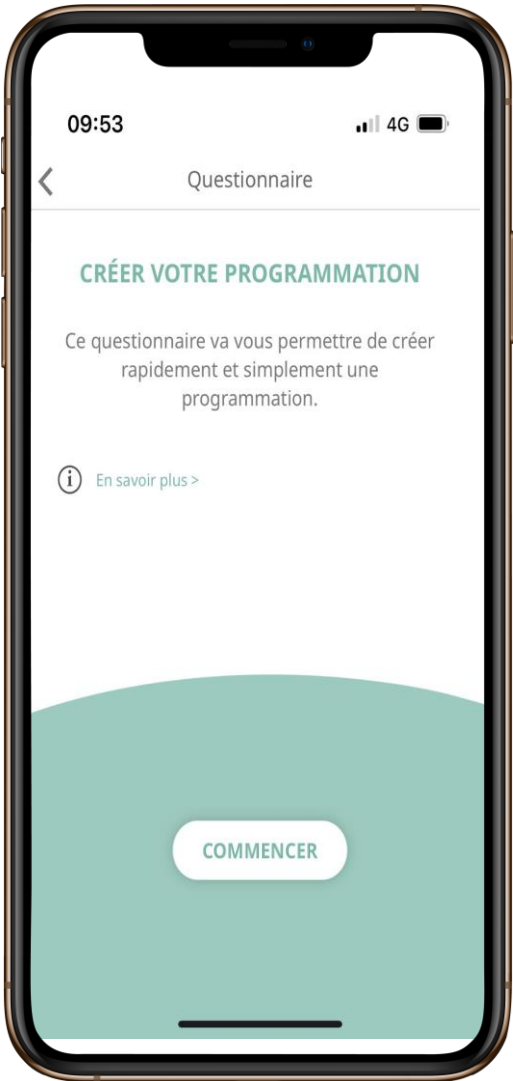 09:53 4G
Questionnaire
CRÉER VOTRE PROGRAMMATION
Ce questionnaire va vous permettre de créer
rapidement et simplement une
programmation.
i En savoir plus >
COMMENCER